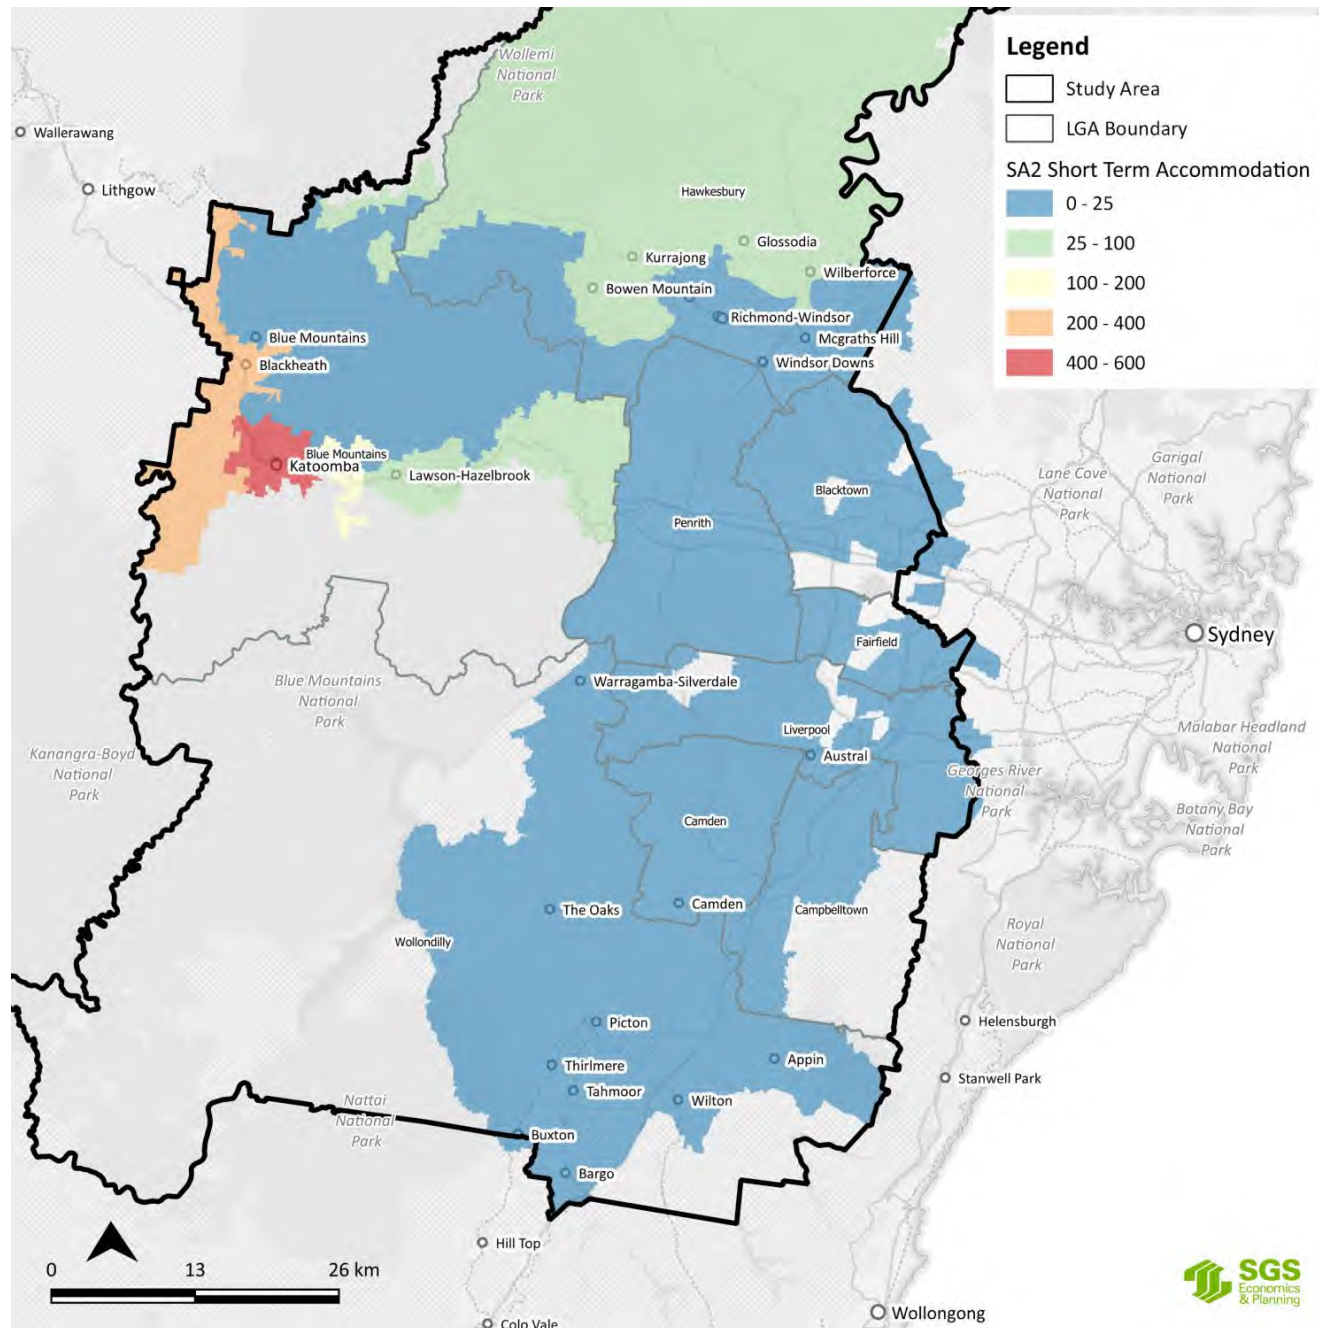 Legend
Study Area
LGA Boundary
SA2 Short Term Accommodation
0 - 25
25 - 100
100 - 200
200 - 400
400 - 600
Wollemi
National
Park
Wallerawang
Lithgow
Hawkesbury
Glossodia
Kurrajong
Wilberforce
Bowen Mountain
Richmond-Windsor
Blue Mountains
Mcgraths Hill
Blackheath
Windsor Downs
Blue Mountains
Katoomba
Lawson-Hazelbrook
Garigal
National
Park
Lane Cove
National
Park
Blacktown
Penrith
Sydney
Fairfield
Blue Mountains
National
Park
Warragamba-Silverdale
Liverpool
Austral
Malabar Headland
National
Park
Kanangra-Boyd
National
Park
Georges River
National
Park
Botany Bay
National
Park
Camden
The Oaks
Camden
Campbelltown
Wollondilly
Royal
National
Park
Picton
Helensburgh
Thirlmere
Appin
Stanwell Park
Tahmoor
Wilton
Nattai
National
Park
Buxton
Bargo
Hill Top
0 13 26 km
SGS
Economics
& Planning
Wollongong
Colo Vale